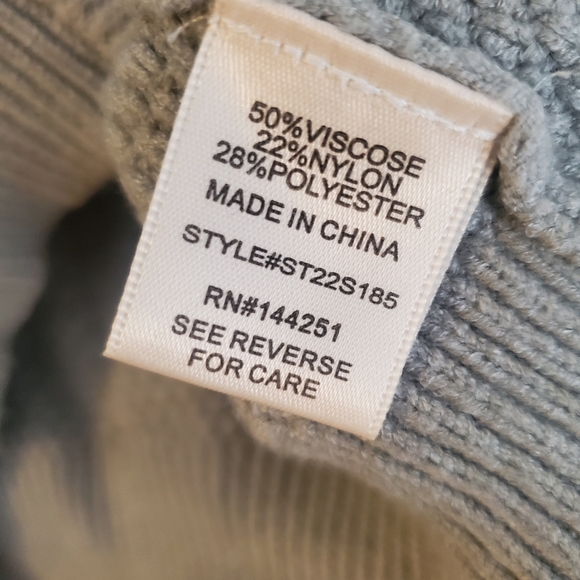 50%VISCOSE
22%NYLON
28%POLYESTER
MADE IN CHINA
STYLE#ST22S185
RN#144251
SEE REVERSE
FOR CARE